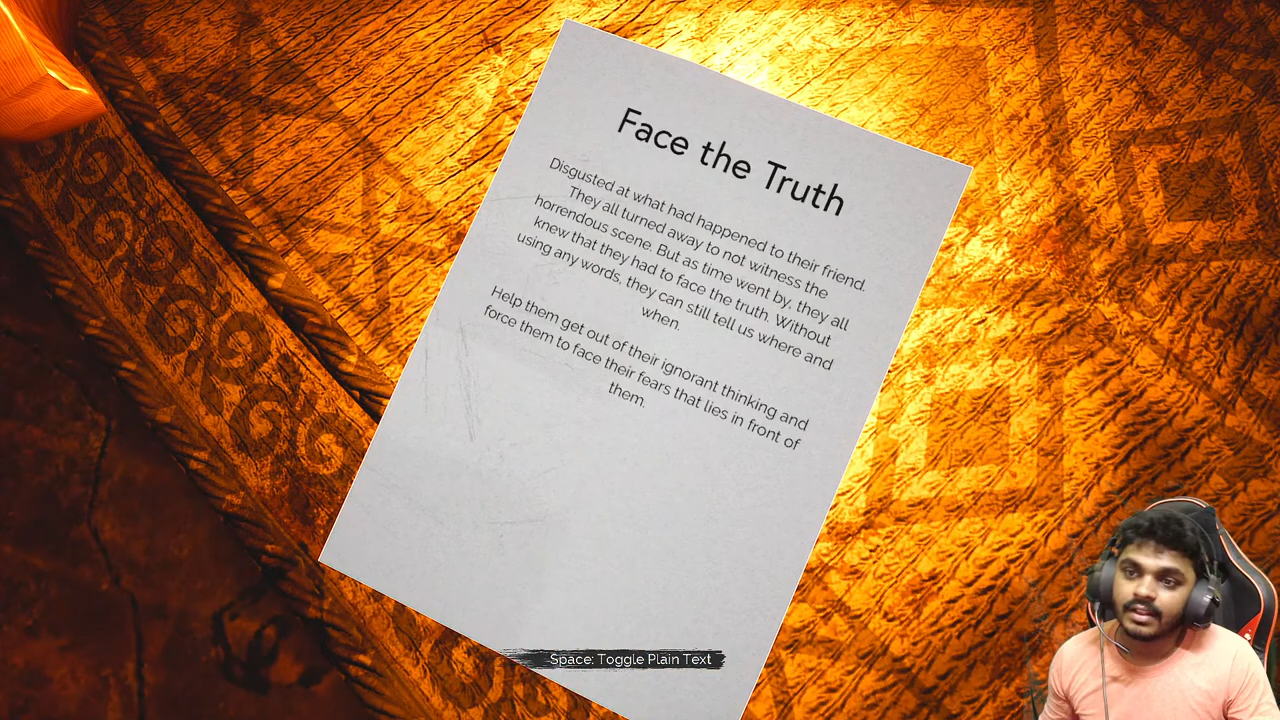 Face the Truth
Disgusted at what had happened to their friend.
They all turned away to not witness the
horrendous scene. But as time went by, they all
knew that they had to face the truth. Without
using any words, they can still tell us where and
when.
Help them get out of their ignorant thinking and
force them to face their fears that lies in front of
them.
Space: Toggle Plain Text